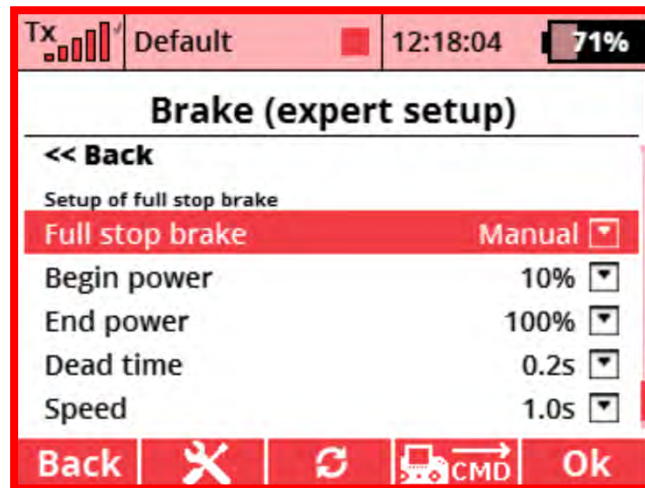 Tx Default 12:18:04 71%
Brake (expert setup)
<< Back
Setup of full stop brake
Full stop brake Manual
Begin power 10%
End power 100%
Dead time 0.2s
Speed 1.0s
Back CMD Ok